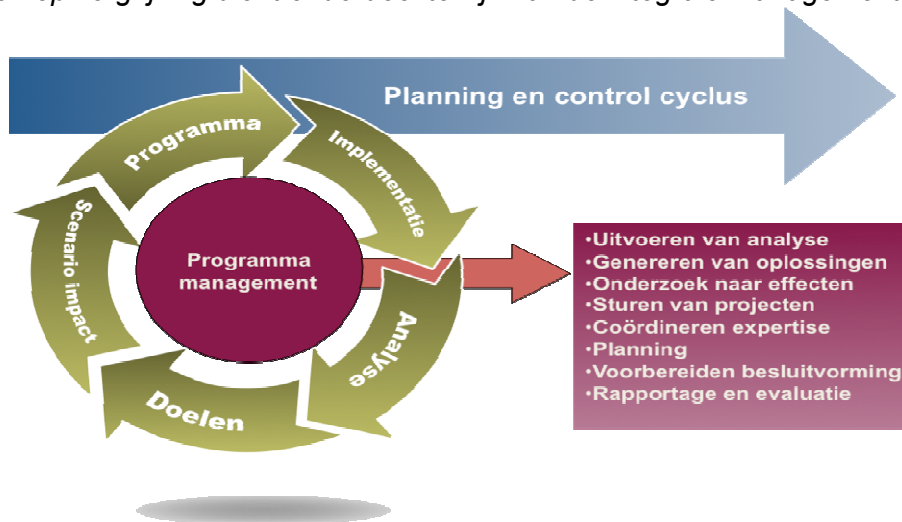 Planning en control cyclus
Programma
Implementatie
Analyse
Doelen
Scenario impact
Programma
management
•Uitvoeren van analyse
•Genereren van oplossingen
•Onderzoek naar effecten
•Sturen van projecten
•Coördineren expertise
•Planning
•Voorbereiden besluitvorming
•Rapportage en evaluatie